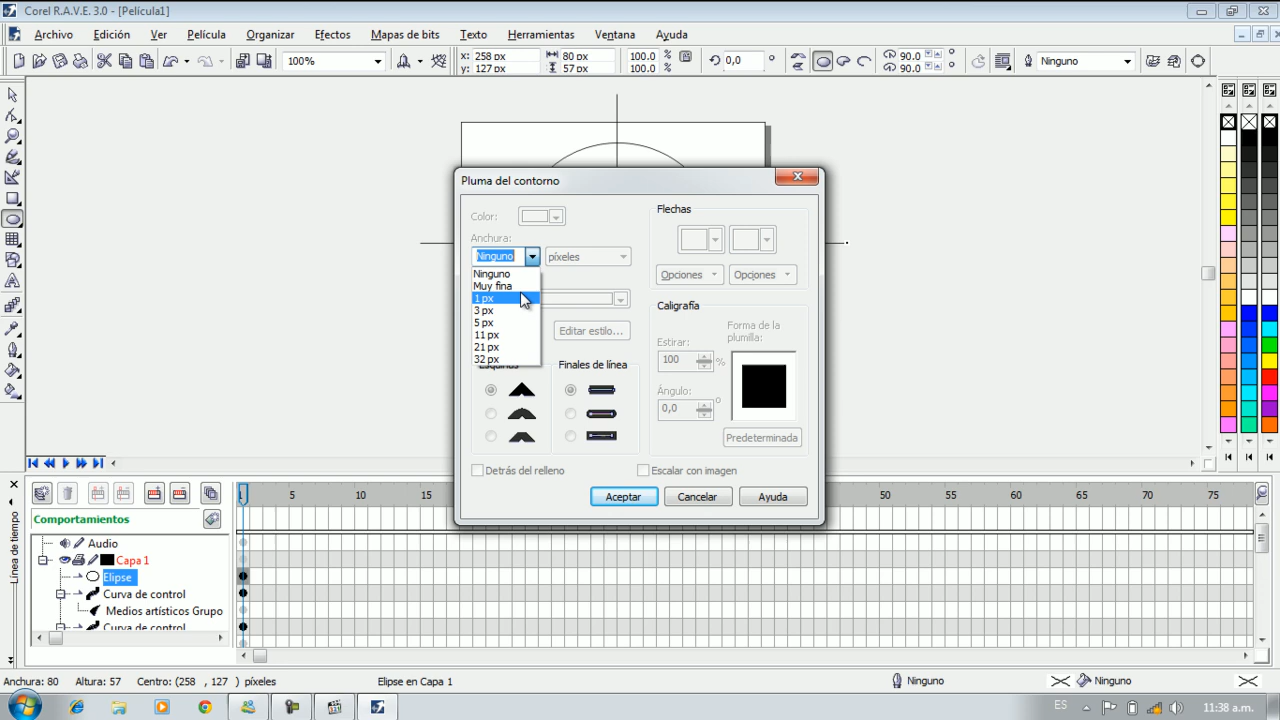 Corel R.A.V.E. 3.0 - [Película1]
Archivo Edición Ver Película Organizar Efectos Mapas de bits Texto Herramientas Ventana Ayuda
100% x: 258 px 80 px 100.0 % 0,0 ° 90.0 ° Ninguno
y: 127 px 57 px 100.0 % 90.0 °
Pluma del contorno
Color:
Anchura:
Ninguno píxeles
Ninguno
Muy fina
1 px
3 px
5 px
11 px
21 px
32 px
Editar estilo...
Esquinas Finales de línea
Flechas
Opciones Opciones
Caligrafía
Estirar:
100 %
Ángulo:
0,0 °
Forma de la
plumilla:
Predeterminada
Detrás del relleno Escalar con imagen
Aceptar Cancelar Ayuda
Línea de tiempo
1 5 10 15 50 55 60 65 70 75
Comportamientos
Audio
Capa 1
Elipse
Curva de control
Medios artísticos Grupo
Curva de control
Anchura: 80 Altura: 57 Centro: (258 , 127 ) píxeles Elipse en Capa 1 Ninguno Ninguno
ES 11:38 a.m.